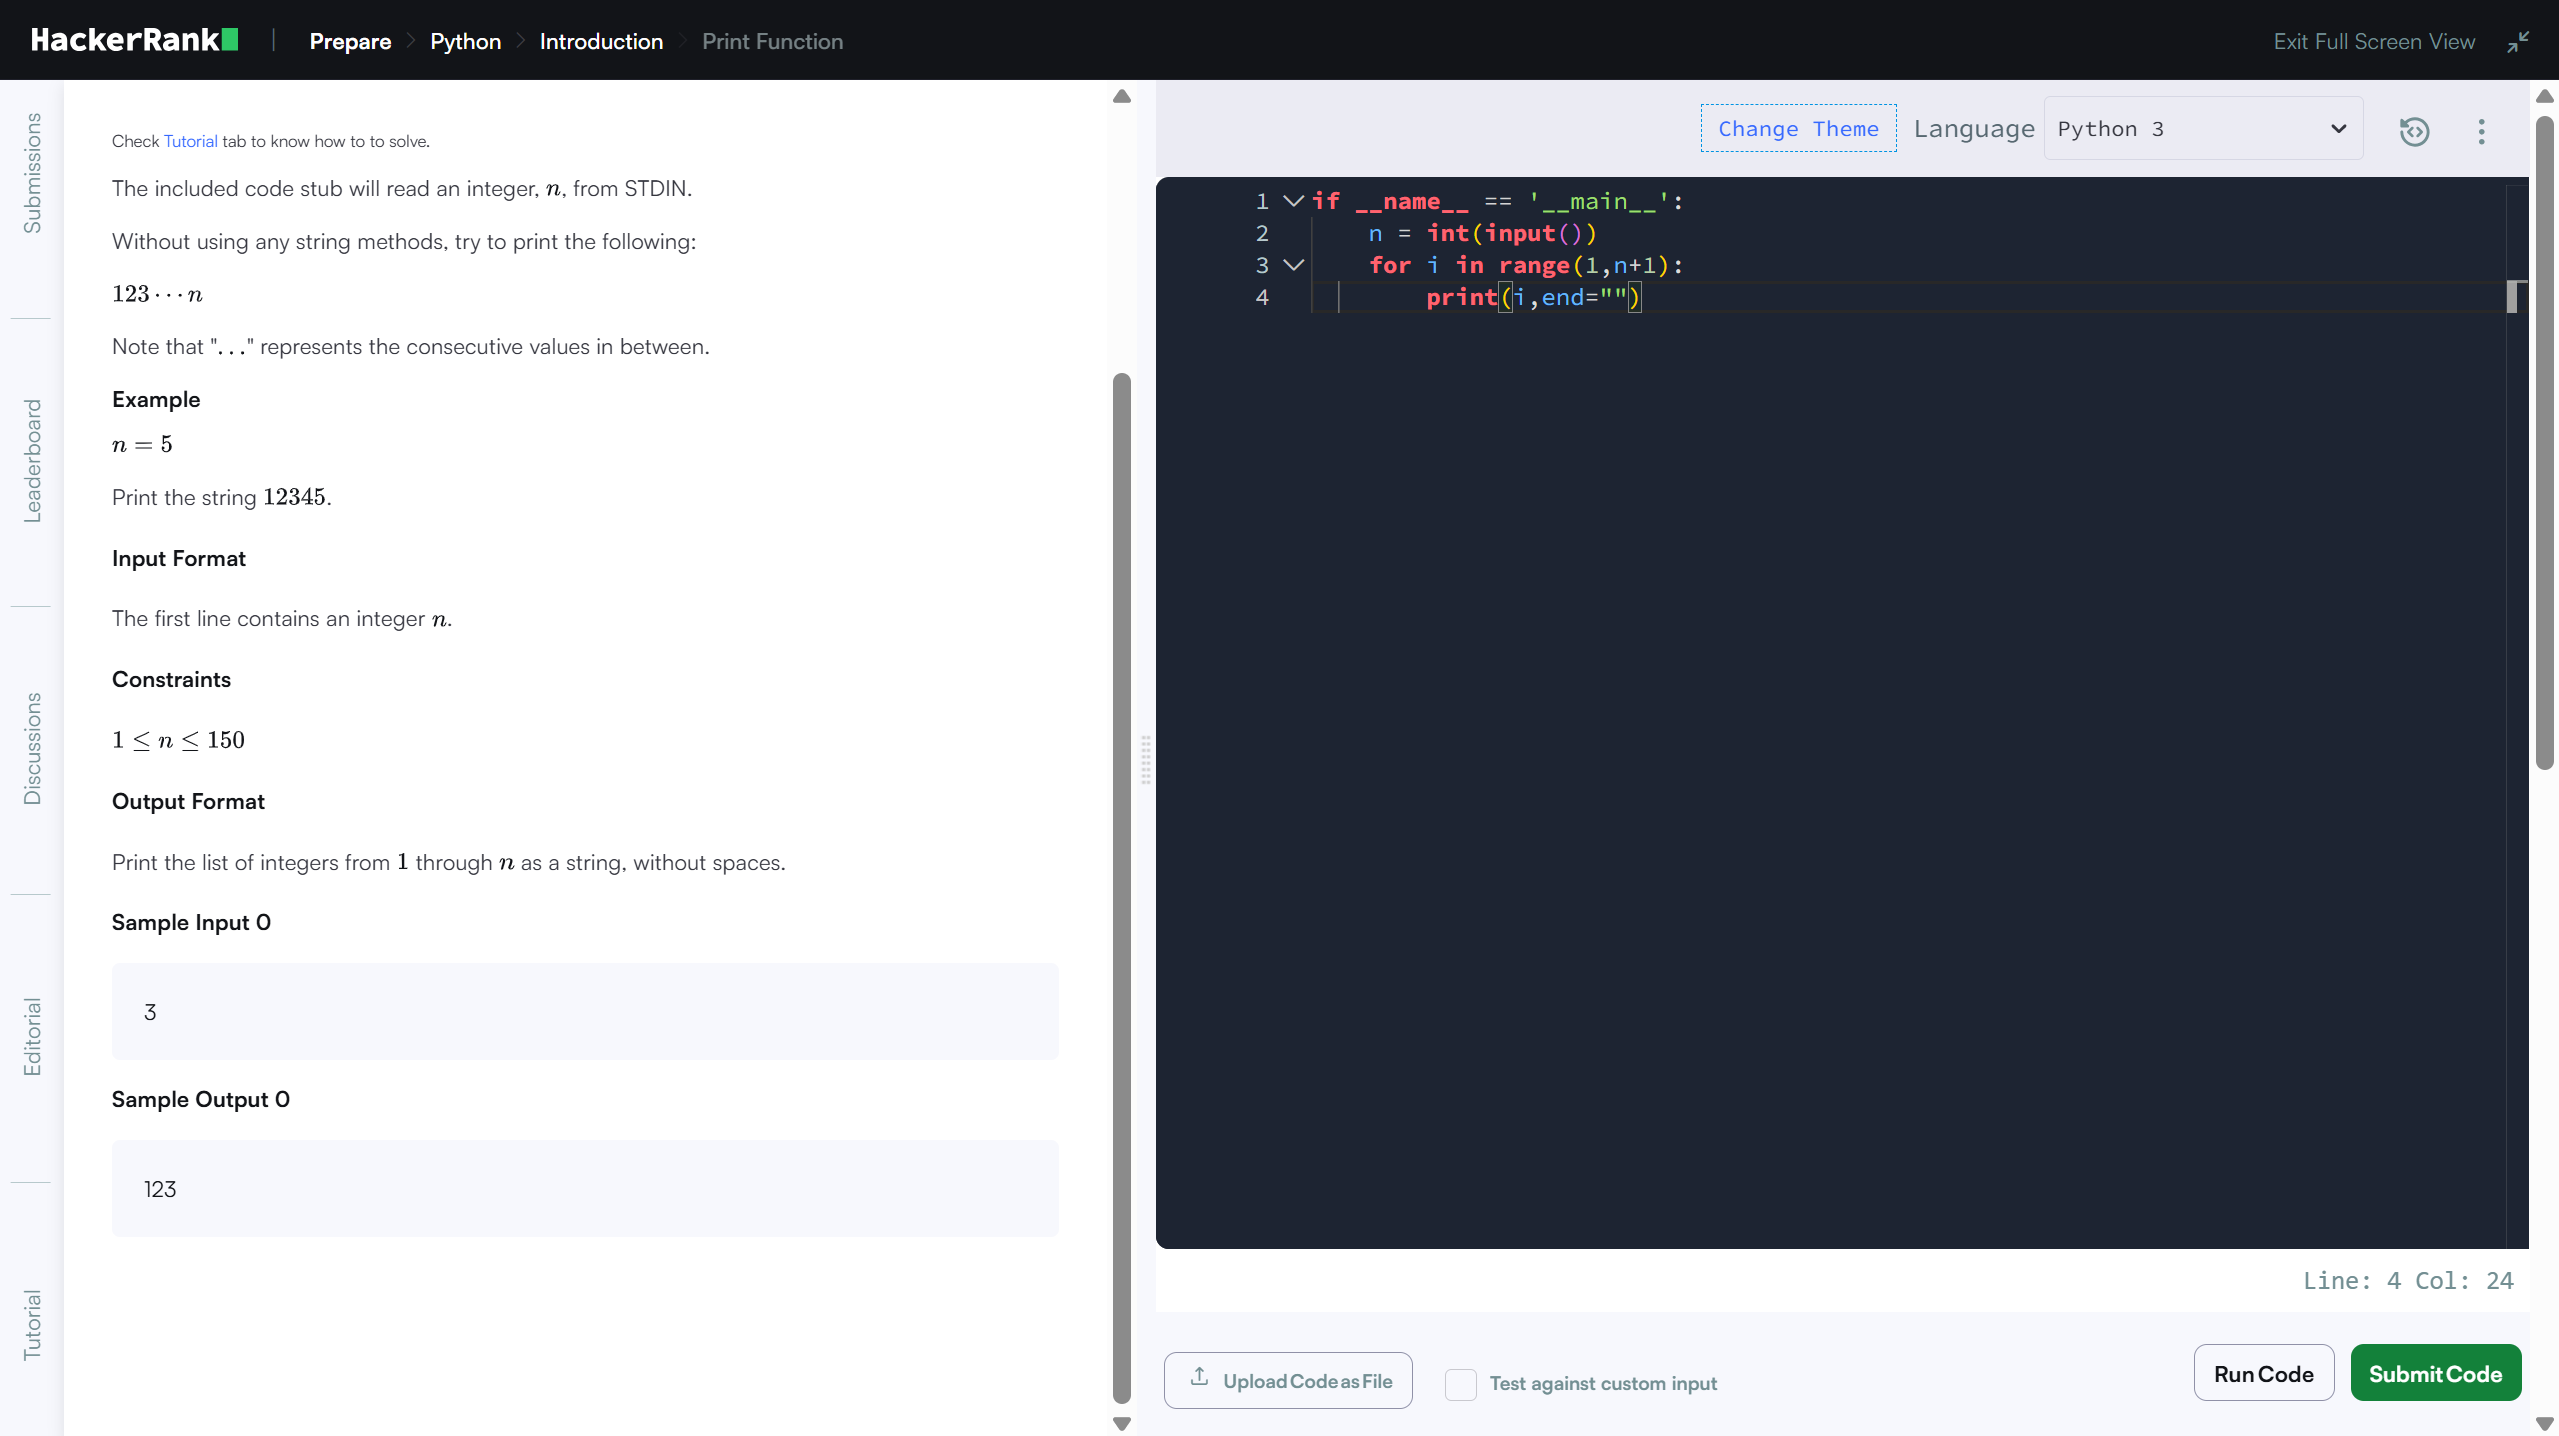 HackerRank | Prepare > Python > Introduction > Print Function
Exit Full Screen View
Submissions
Leaderboard
Discussions
Editorial
Tutorial
Check Tutorial tab to know how to to solve.
The included code stub will read an integer, n, from STDIN.
Without using any string methods, try to print the following:
123···n
Note that "..." represents the consecutive values in between.
Example
n = 5
Print the string 12345.
Input Format
The first line contains an integer n.
Constraints
1 ≤ n ≤ 150
Output Format
Print the list of integers from 1 through n as a string, without spaces.
Sample Input 0
3
Sample Output 0
123
Change Theme Language Python 3
1 if __name__ == '__main__':
2     n = int(input())
3     for i in range(1,n+1):
4         print(i,end="")
Line: 4 Col: 24
Upload Code as File
Test against custom input
Run Code
Submit Code